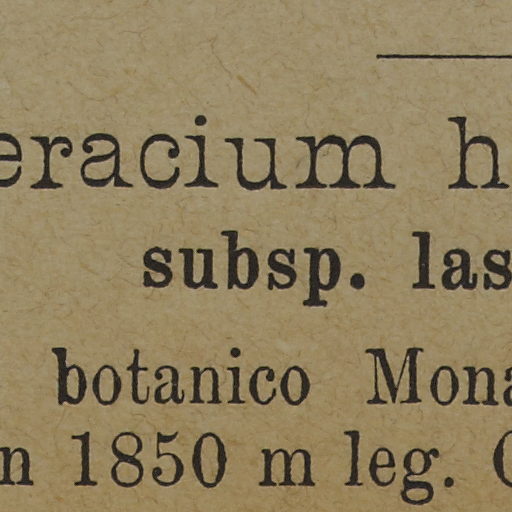 eracium h
subsp. las
botanico Mona
n 1850 m leg.